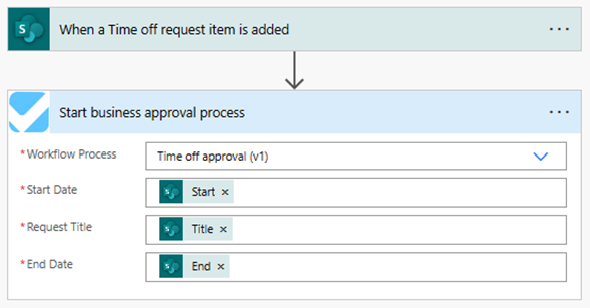 When a Time off request item is added
Start business approval process
*Workflow Process Time off approval (v1)
*Start Date Start ×
*Request Title Title ×
*End Date End ×